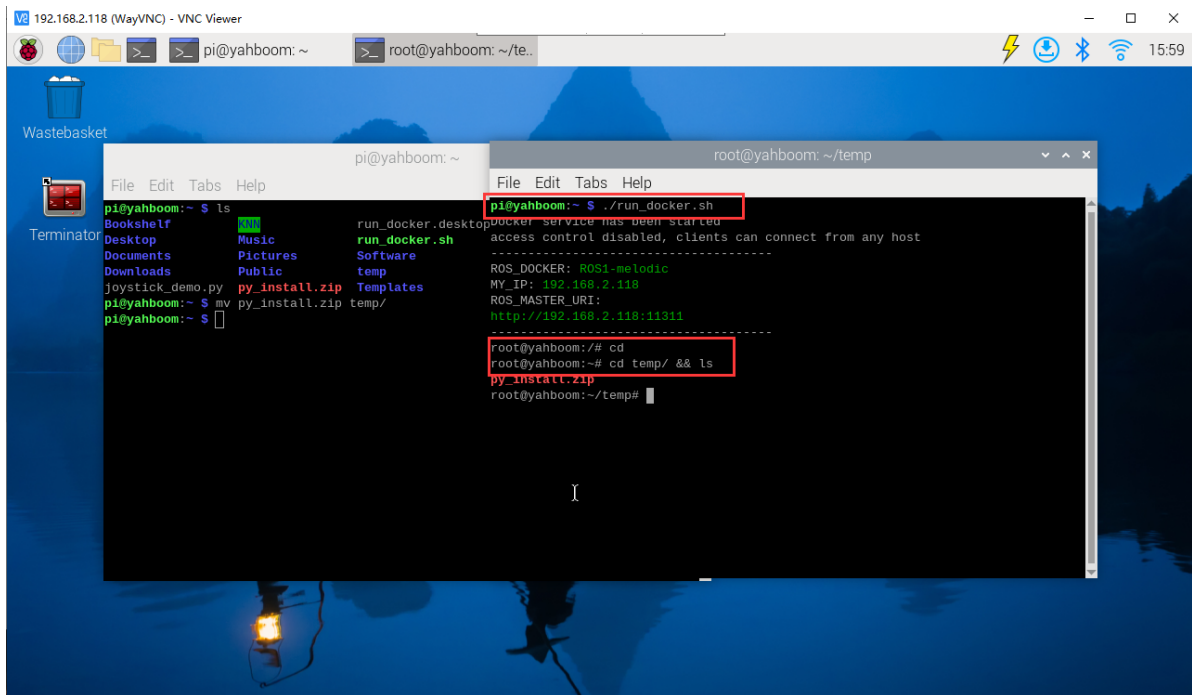 192.168.2.118 (WayVNC) - VNC Viewer
pi@yahboom: ~
root@yahboom: ~/te..
15:59
Wastebasket
Terminator
pi@yahboom: ~
File Edit Tabs Help
pi@yahboom:~ $ ls
Bookshelf KNN run_docker.desktop
Desktop Music run_docker.sh
Documents Pictures Software
Downloads Public temp
joystick_demo.py py_install.zip Templates
pi@yahboom:~ $ mv py_install.zip temp/
pi@yahboom:~ $
root@yahboom: ~/temp
File Edit Tabs Help
pi@yahboom:~ $ ./run_docker.sh
Docker service has been started
access control disabled, clients can connect from any host
--------------------------------------
ROS_DOCKER: ROS1-melodic
MY_IP: 192.168.2.118
ROS_MASTER_URI:
http://192.168.2.118:11311
--------------------------------------
root@yahboom:/# cd
root@yahboom:~# cd temp/ && ls
py_install.zip
root@yahboom:~/temp#